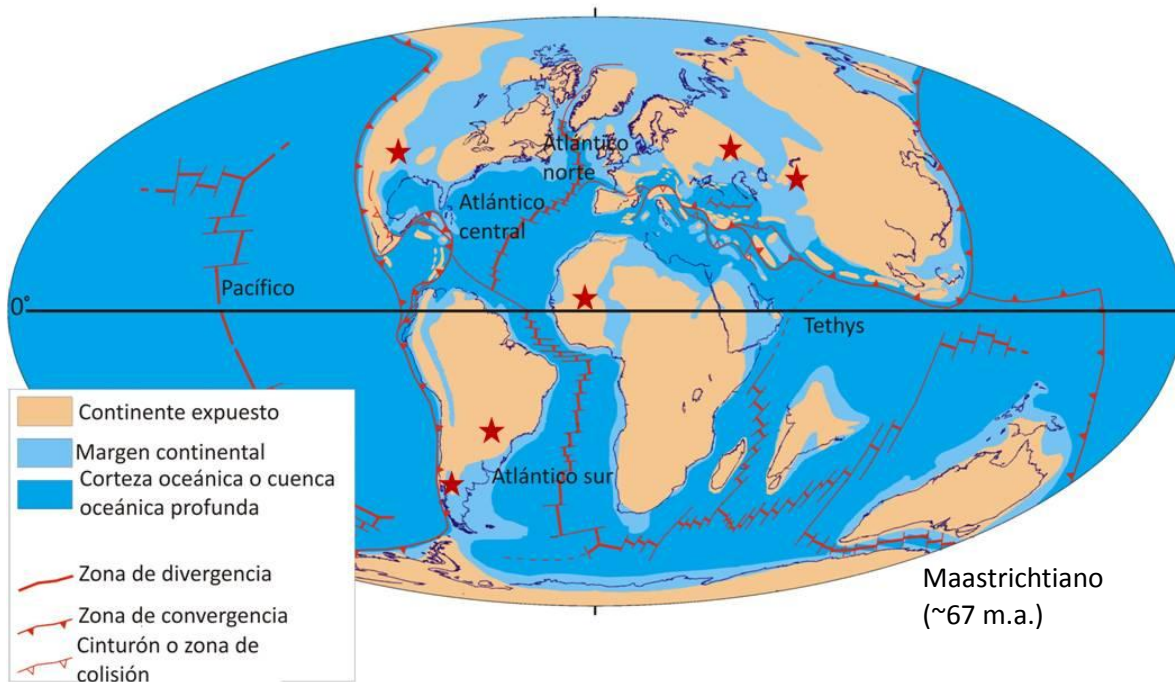 Atlántico
norte
Atlántico
central
Pacífico
0°
Tethys
Atlántico sur
Continente expuesto
Margen continental
Corteza oceánica o cuenca
oceánica profunda
Zona de divergencia
Zona de convergencia
Cinturón o zona de
colisión
Maastrichtiano
(~67 m.a.)